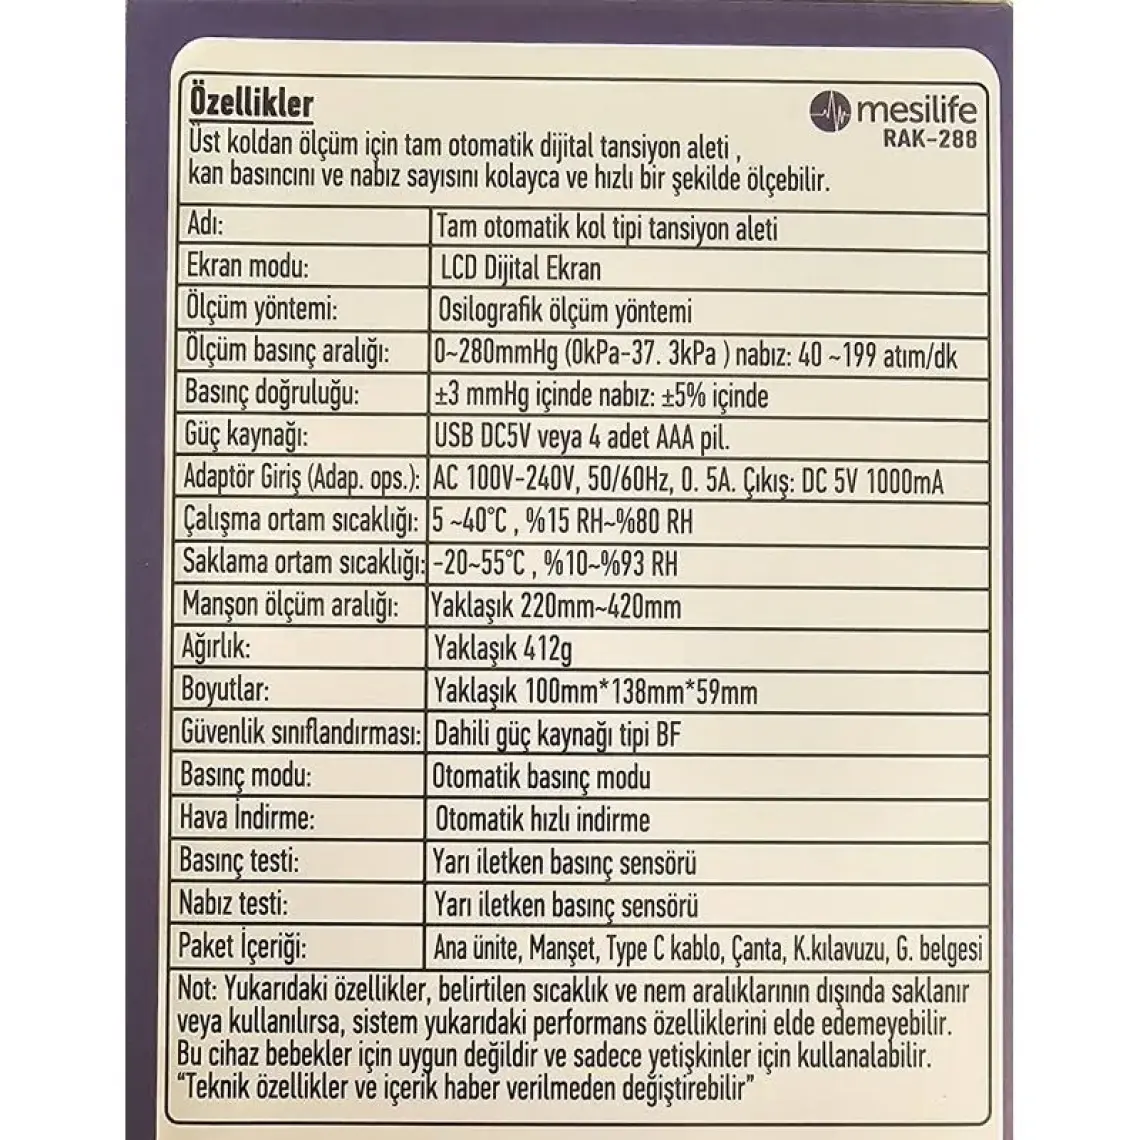 Özellikler
mesilife
RAK-288
Üst koldan ölçüm için tam otomatik dijital tansiyon aleti ,
kan basıncını ve nabız sayısını kolayca ve hızlı bir şekilde ölçebilir.
Adı: Tam otomatik kol tipi tansiyon aleti
Ekran modu: LCD Dijital Ekran
Ölçüm yöntemi: Osilografik ölçüm yöntemi
Ölçüm basınç aralığı: 0~280mmHg (0kPa-37. 3kPa ) nabız: 40 ~199 atım/dk
Basınç doğruluğu: ±3 mmHg içinde nabız: ±5% içinde
Güç kaynağı: USB DC5V veya 4 adet AAA pil.
Adaptör Giriş (Adap. ops.): AC 100V-240V, 50/60Hz, 0. 5A. Çıkış: DC 5V 1000mA
Çalışma ortam sıcaklığı: 5 ~40°C , %15 RH~%80 RH
Saklama ortam sıcaklığı: -20~55°C , %10~%93 RH
Manşon ölçüm aralığı: Yaklaşık 220mm~420mm
Ağırlık: Yaklaşık 412g
Boyutlar: Yaklaşık 100mm*138mm*59mm
Güvenlik sınıflandırması: Dahili güç kaynağı tipi BF
Basınç modu: Otomatik basınç modu
Hava İndirme: Otomatik hızlı indirme
Basınç testi: Yarı iletken basınç sensörü
Nabız testi: Yarı iletken basınç sensörü
Paket İçeriği: Ana ünite, Manşet, Type C kablo, Çanta, K.kılavuzu, G. belgesi
Not: Yukarıdaki özellikler, belirtilen sıcaklık ve nem aralıklarının dışında saklanır
veya kullanılırsa, sistem yukarıdaki performans özelliklerini elde edemeyebilir.
Bu cihaz bebekler için uygun değildir ve sadece yetişkinler için kullanalabilir.
“Teknik özellikler ve içerik haber verilmeden değiştirebilir”